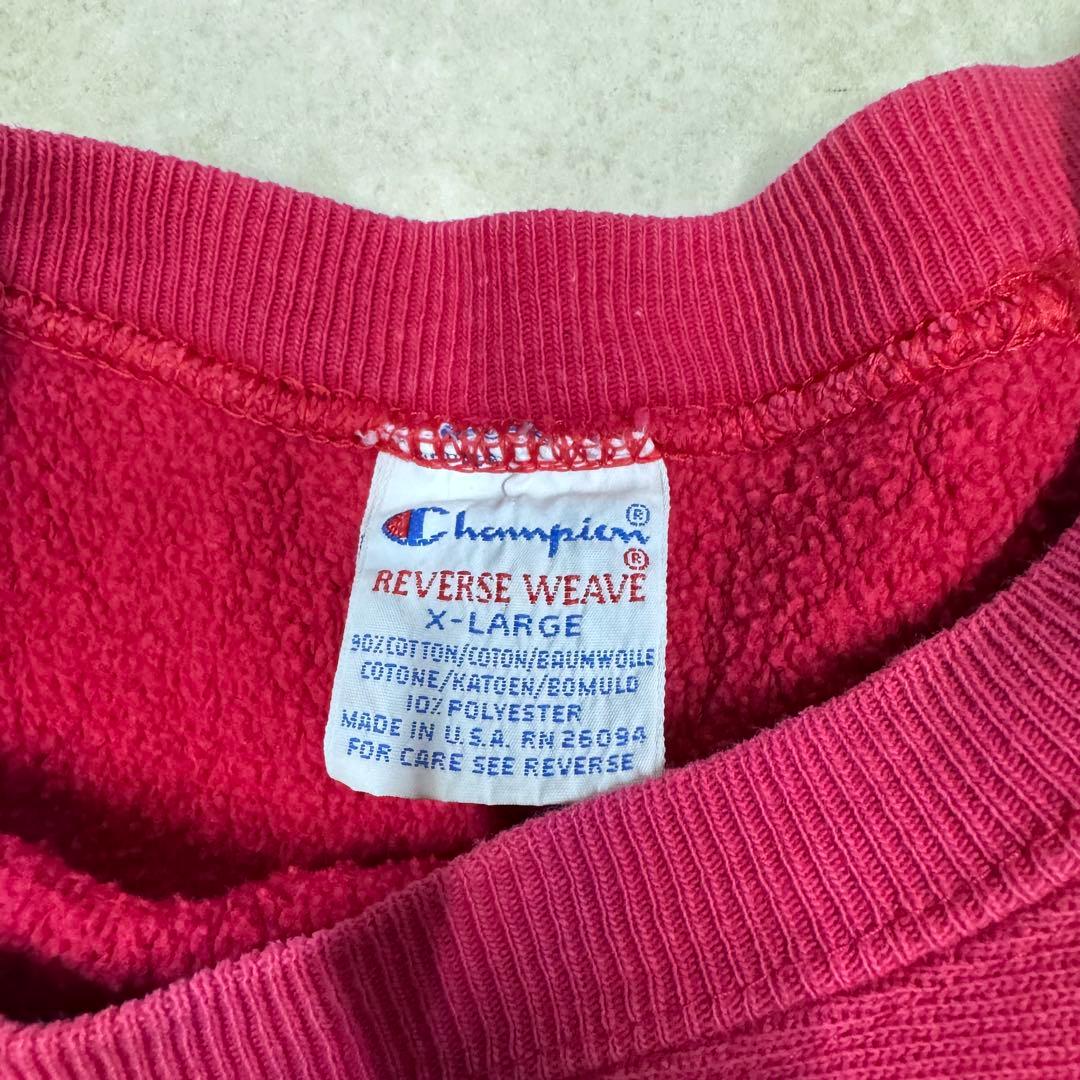 Champion®
REVERSE WEAVE®
X-LARGE
90% COTTON/COTON/BAUMWOLLE
COTONE/KATOEN/BOMULD
10% POLYESTER
MADE IN U.S.A. RN 26094
FOR CARE SEE REVERSE